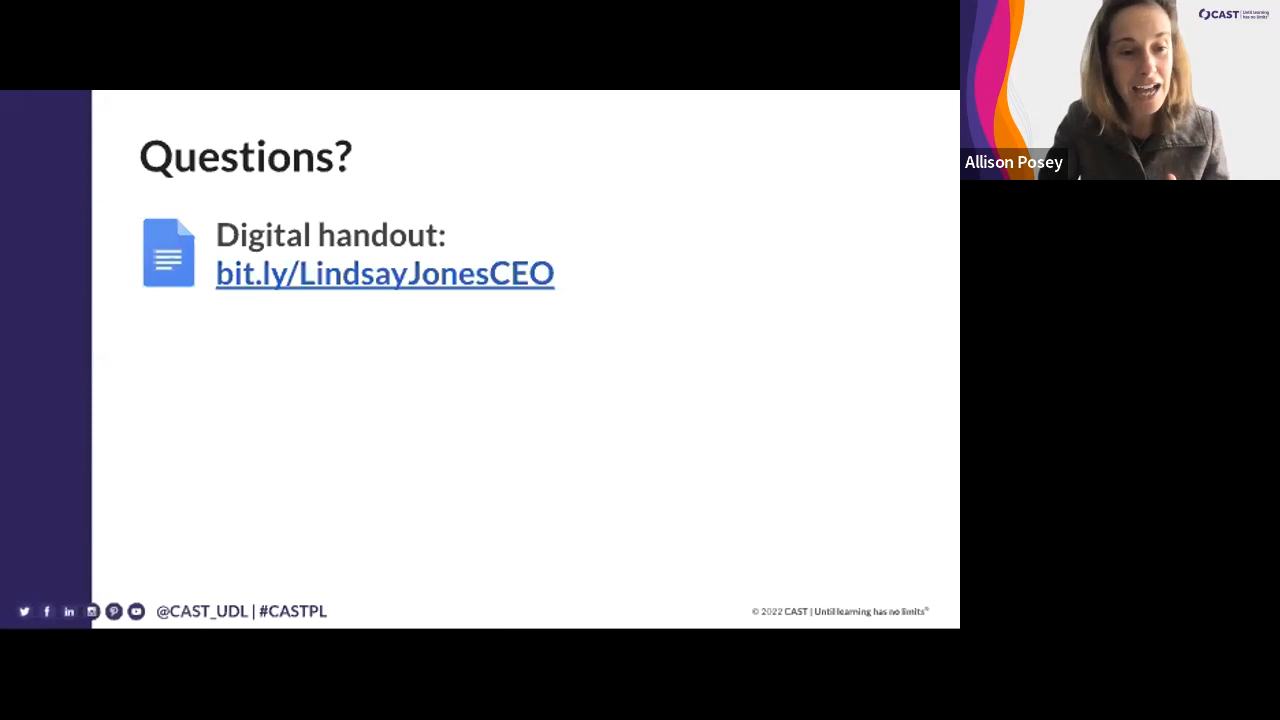 Questions?
Digital handout:
bit.ly/LindsayJonesCEO
@CAST_UDL | #CASTPL
© 2022 CAST | Until learning has no limits®
CAST | Until learning
has no limits®
Allison Posey